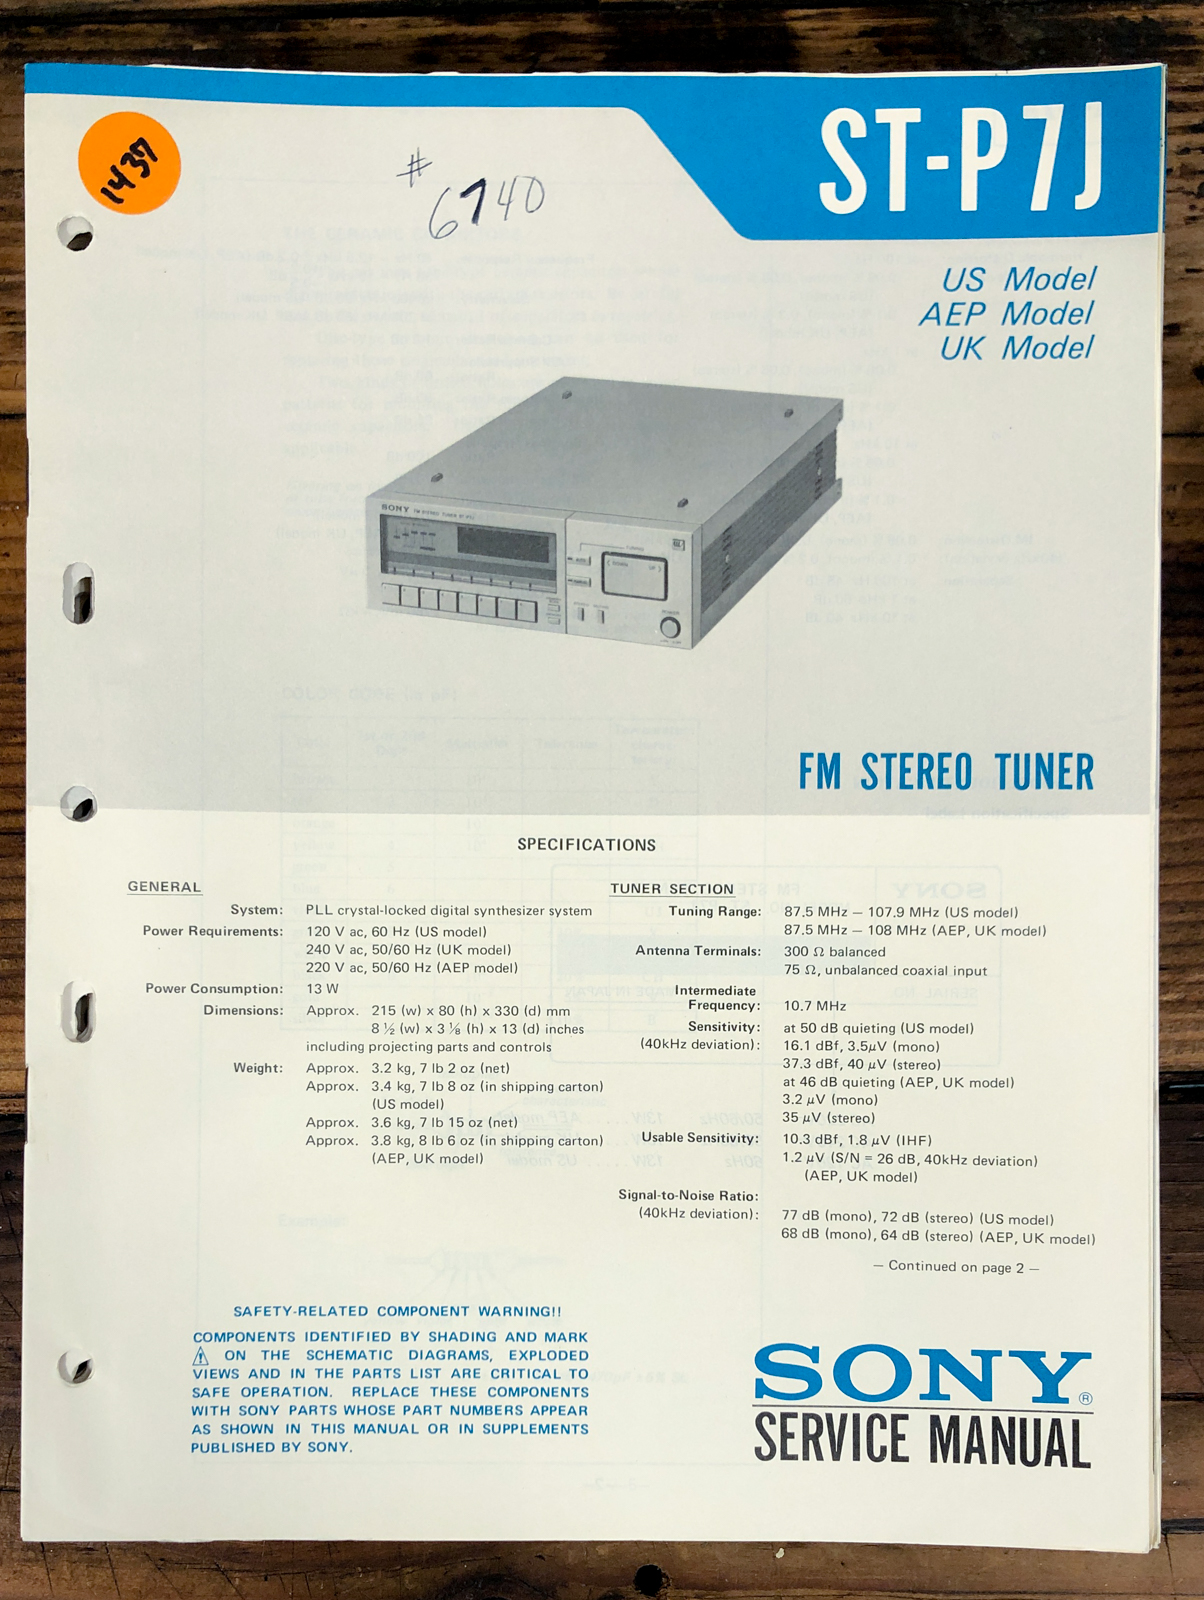 ST-P7J
1437
#
6740
US Model
AEP Model
UK Model
SONY FM STEREO TUNER
FM STEREO TUNER
SPECIFICATIONS
GENERAL
System: PLL crystal-locked digital synthesizer system
Power Requirements: 120 V ac, 60 Hz (US model)
240 V ac, 50/60 Hz (UK model)
220 V ac, 50/60 Hz (AEP model)
Power Consumption: 13 W
Dimensions: Approx. 215 (w) x 80 (h) x 330 (d) mm
8 ½ (w) x 3 ⅛ (h) x 13 (d) inches
including projecting parts and controls
Weight: Approx. 3.2 kg, 7 lb 2 oz (net)
Approx. 3.4 kg, 7 lb 8 oz (in shipping carton)
(US model)
Approx. 3.6 kg, 7 lb 15 oz (net)
Approx. 3.8 kg, 8 lb 6 oz (in shipping carton)
(AEP, UK model)
TUNER SECTION
Tuning Range: 87.5 MHz – 107.9 MHz (US model)
87.5 MHz – 108 MHz (AEP, UK model)
Antenna Terminals: 300 Ω balanced
75 Ω, unbalanced coaxial input
Intermediate
Frequency: 10.7 MHz
Sensitivity: at 50 dB quieting (US model)
(40kHz deviation): 16.1 dBf, 3.5μV (mono)
37.3 dBf, 40 μV (stereo)
at 46 dB quieting (AEP, UK model)
3.2 μV (mono)
35 μV (stereo)
Usable Sensitivity: 10.3 dBf, 1.8 μV (IHF)
1.2 μV (S/N = 26 dB, 40kHz deviation)
(AEP, UK model)
Signal-to-Noise Ratio:
(40kHz deviation): 77 dB (mono), 72 dB (stereo) (US model)
68 dB (mono), 64 dB (stereo) (AEP, UK model)
– Continued on page 2 –
SAFETY-RELATED COMPONENT WARNING!!
COMPONENTS IDENTIFIED BY SHADING AND MARK
⚠ ON THE SCHEMATIC DIAGRAMS, EXPLODED
VIEWS AND IN THE PARTS LIST ARE CRITICAL TO
SAFE OPERATION. REPLACE THESE COMPONENTS
WITH SONY PARTS WHOSE PART NUMBERS APPEAR
AS SHOWN IN THIS MANUAL OR IN SUPPLEMENTS
PUBLISHED BY SONY.
SONY®
SERVICE MANUAL